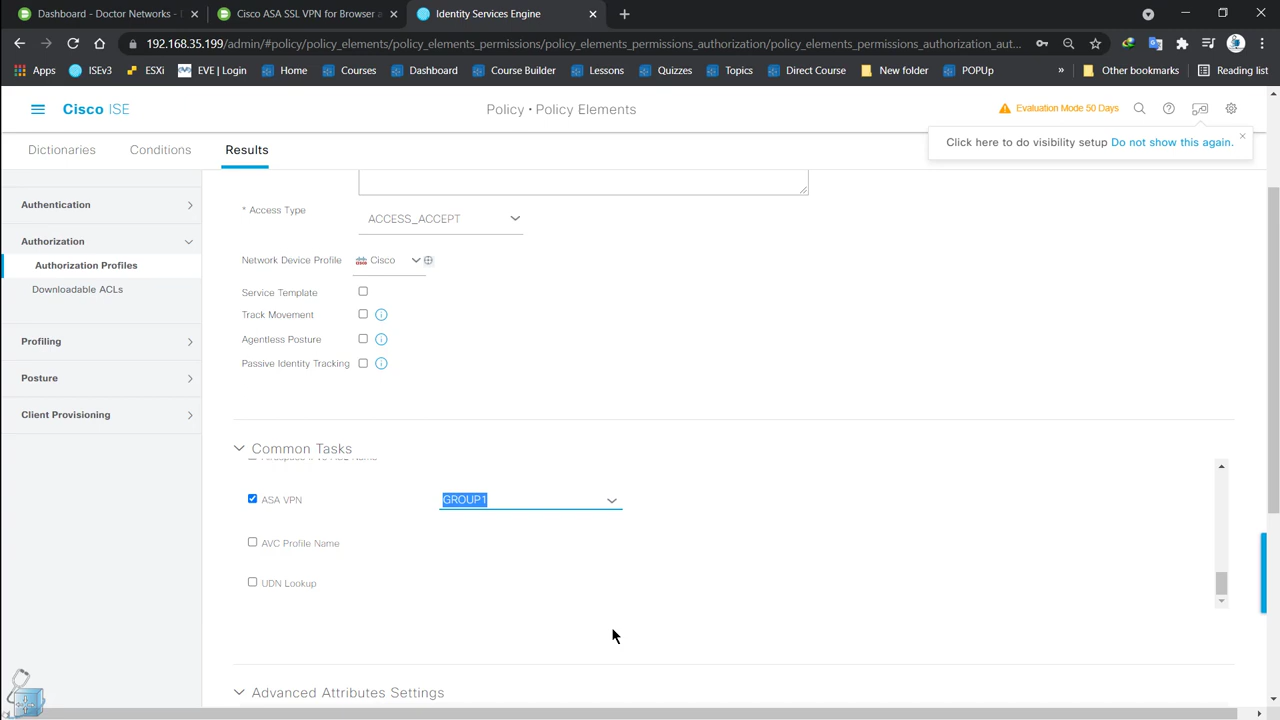 Dashboard - Doctor Networks -
Cisco ASA SSL VPN for Browser
Identity Services Engine
192.168.35.199/admin/#policy/policy_elements/policy_elements_permissions/policy_elements_permissions_authorization/policy_elements_permissions_authorization_aut...
Apps
ISEv3
ESXi
EVE | Login
Home
Courses
Dashboard
Course Builder
Lessons
Quizzes
Topics
Direct Course
New folder
POPUp
»
Other bookmarks
Reading list
Cisco ISE
Policy · Policy Elements
Evaluation Mode 50 Days
Click here to do visibility setup Do not show this again.
Dictionaries
Conditions
Results
Authentication
Authorization
Authorization Profiles
Downloadable ACLs
Profiling
Posture
Client Provisioning
* Access Type
ACCESS_ACCEPT
Network Device Profile
Cisco
Service Template
Track Movement
Agentless Posture
Passive Identity Tracking
Common Tasks
ASA VPN
GROUP1
AVC Profile Name
UDN Lookup
Advanced Attributes Settings